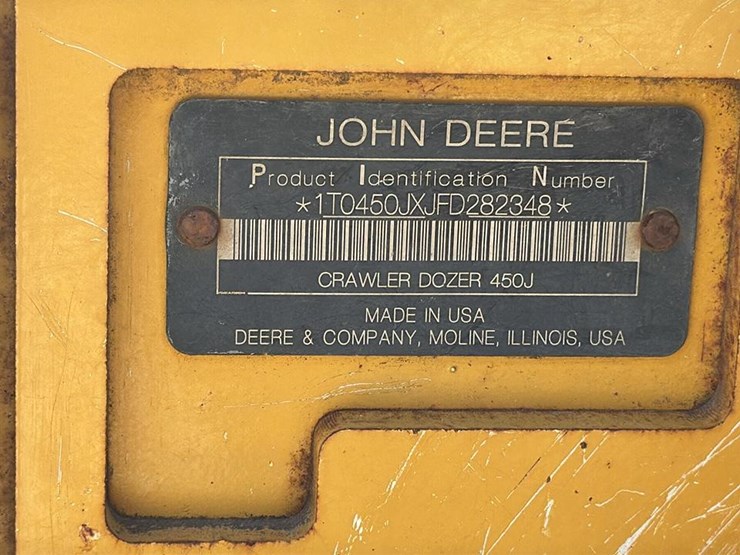 JOHN DEERE
Product Identification Number
*1T0450JXJFD282348*
CRAWLER DOZER 450J
MADE IN USA
DEERE & COMPANY, MOLINE, ILLINOIS, USA